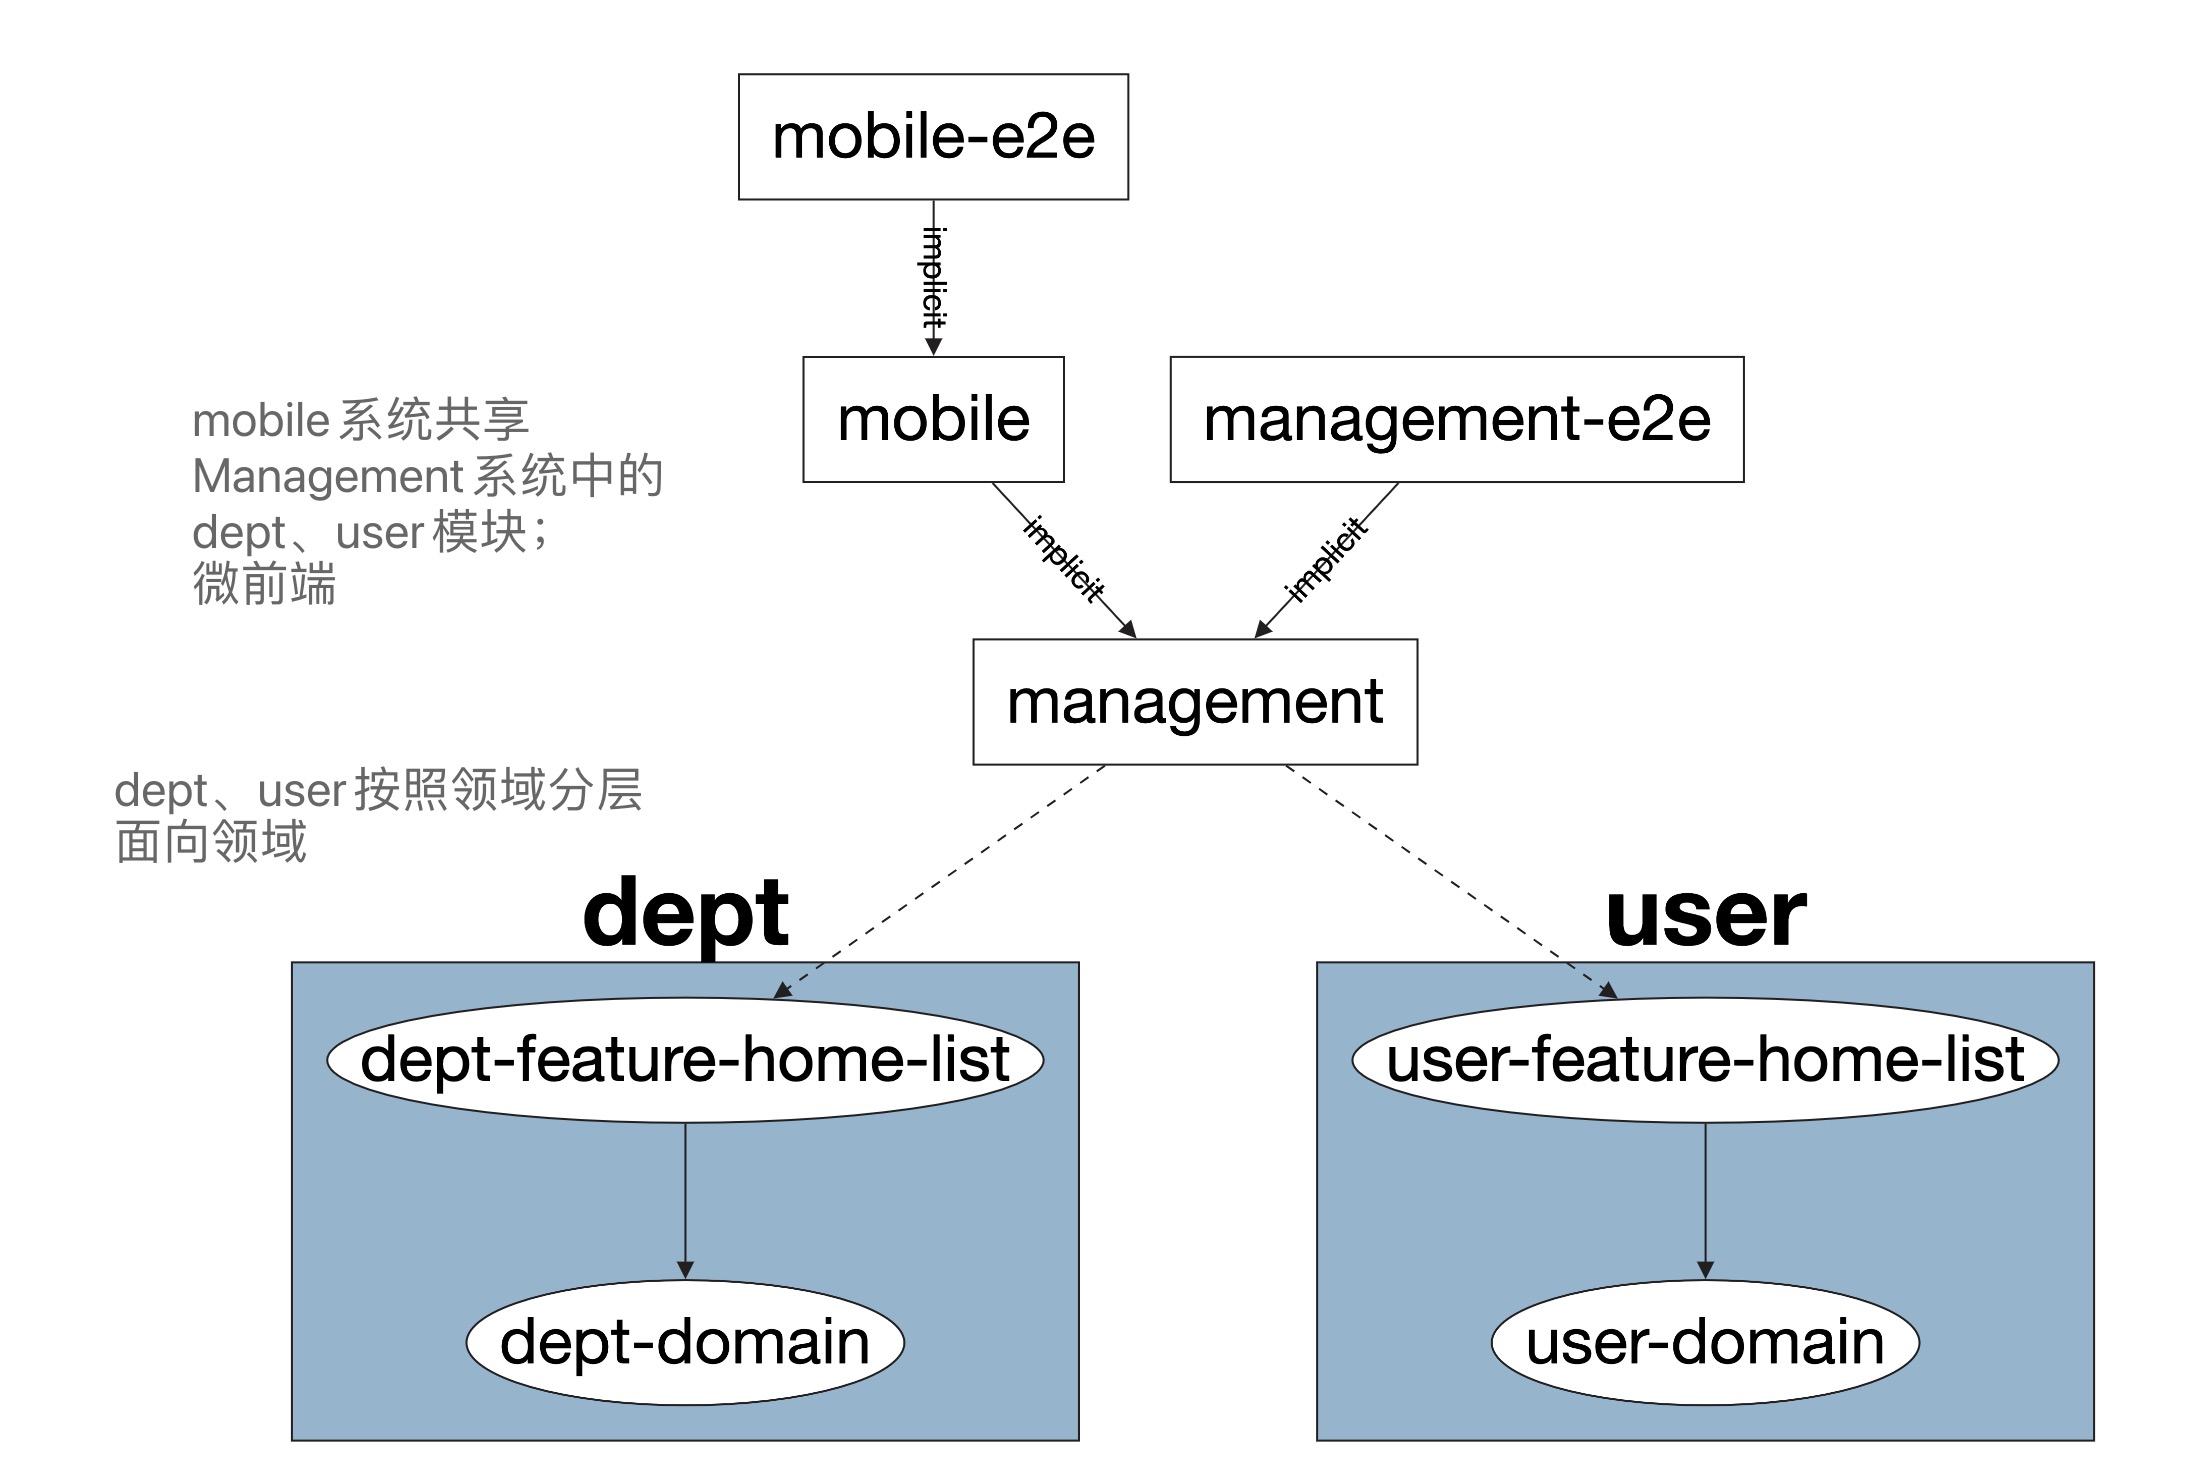 mobile-e2e
implicit
mobile
management-e2e
mobile系统共享
Management系统中的
dept、user模块；
微前端
implicit
implicit
management
dept、user按照领域分层
面向领域
dept
user
dept-feature-home-list
user-feature-home-list
dept-domain
user-domain